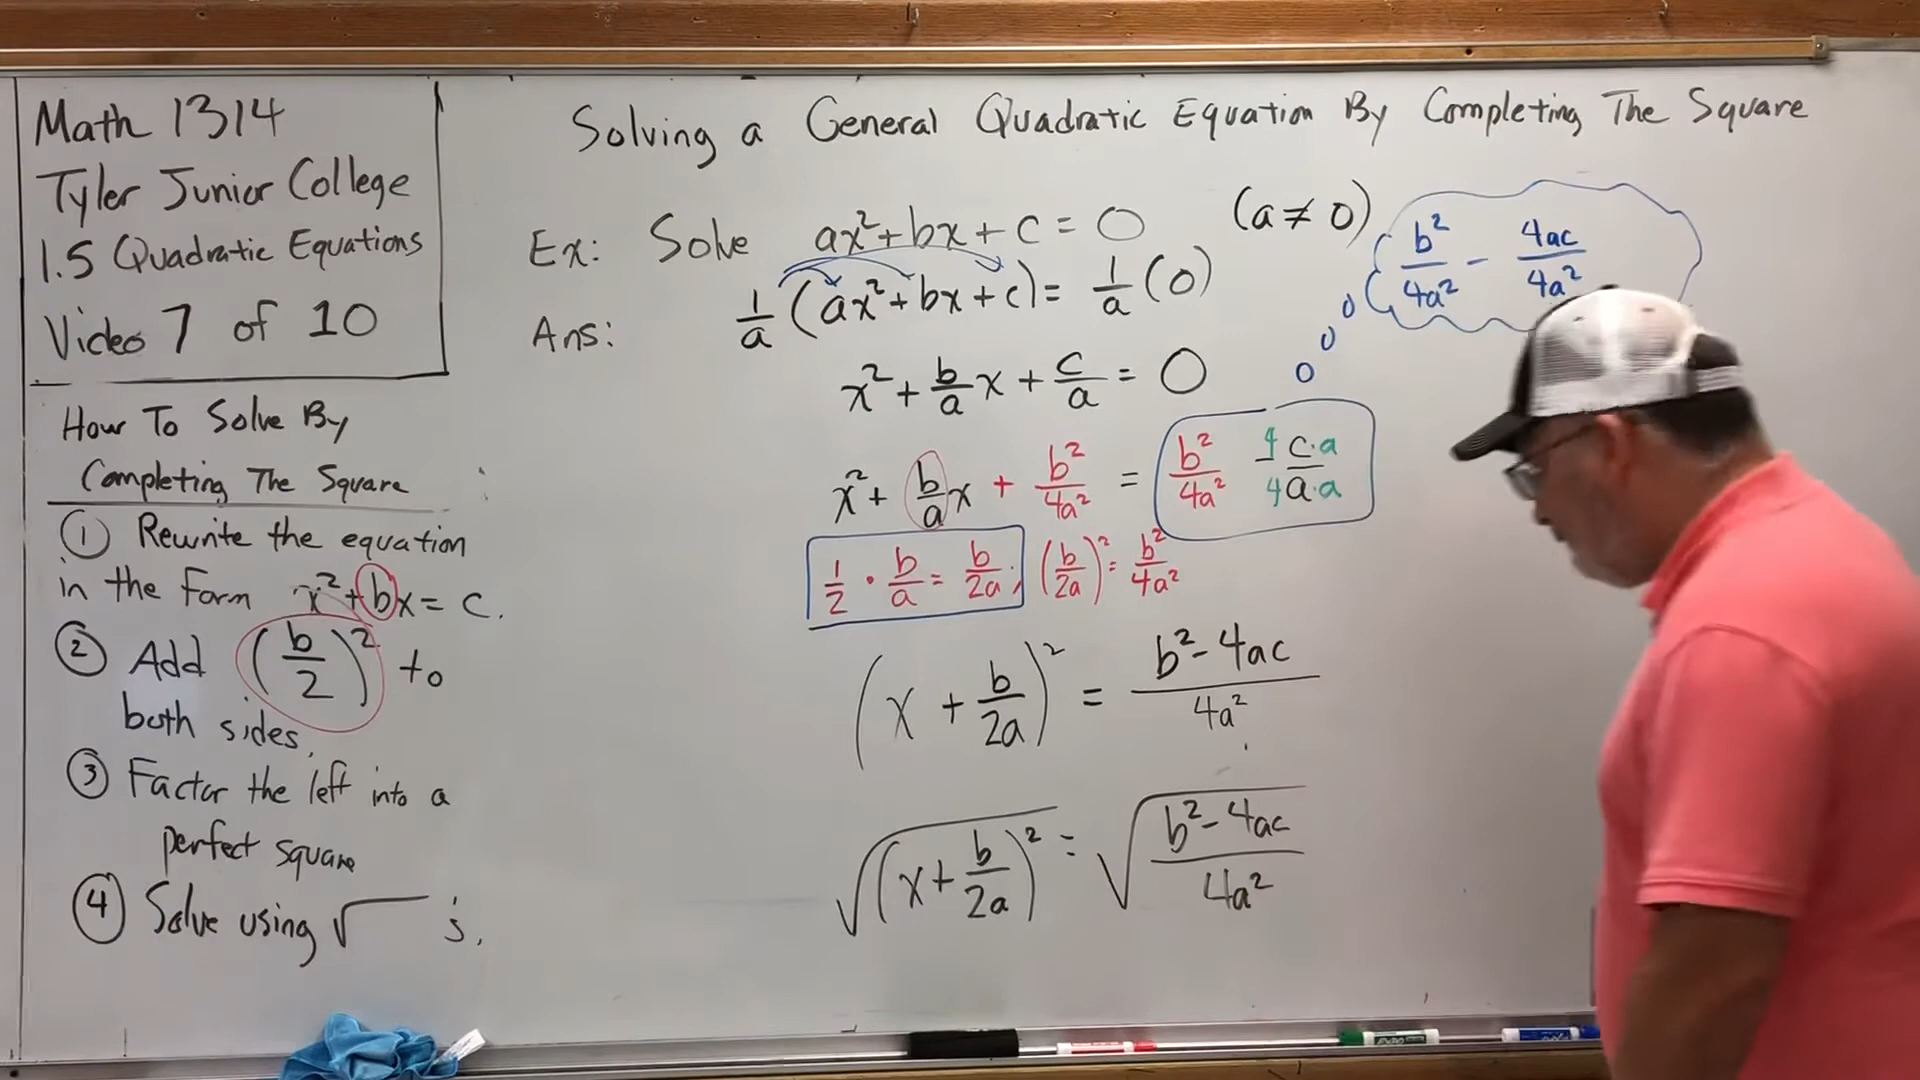 Math 1314
Tyler Junior College
1.5 Quadratic Equations
Video 7 of 10
How To Solve By
Completing The Square
① Rewrite the equation
in the form x²+bx=c.
② Add (b/2)² to
both sides.
③ Factor the left into a
perfect square
④ Solve using √ 's.
Solving a General Quadratic Equation By Completing The Square
Ex: Solve ax²+bx+c=0 (a≠0)
b²/4a² - 4ac/4a²
Ans: 1/a (ax²+bx+c)= 1/a (0)
x²+ b/a x + c/a = 0
x²+ b/a x + b²/4a² = b²/4a² - 4c·a/4a·a
1/2 · b/a = b/2a ; (b/2a)² = b²/4a²
(x + b/2a)² = b²-4ac/4a²
√(x+ b/2a)² = √b²-4ac/4a²